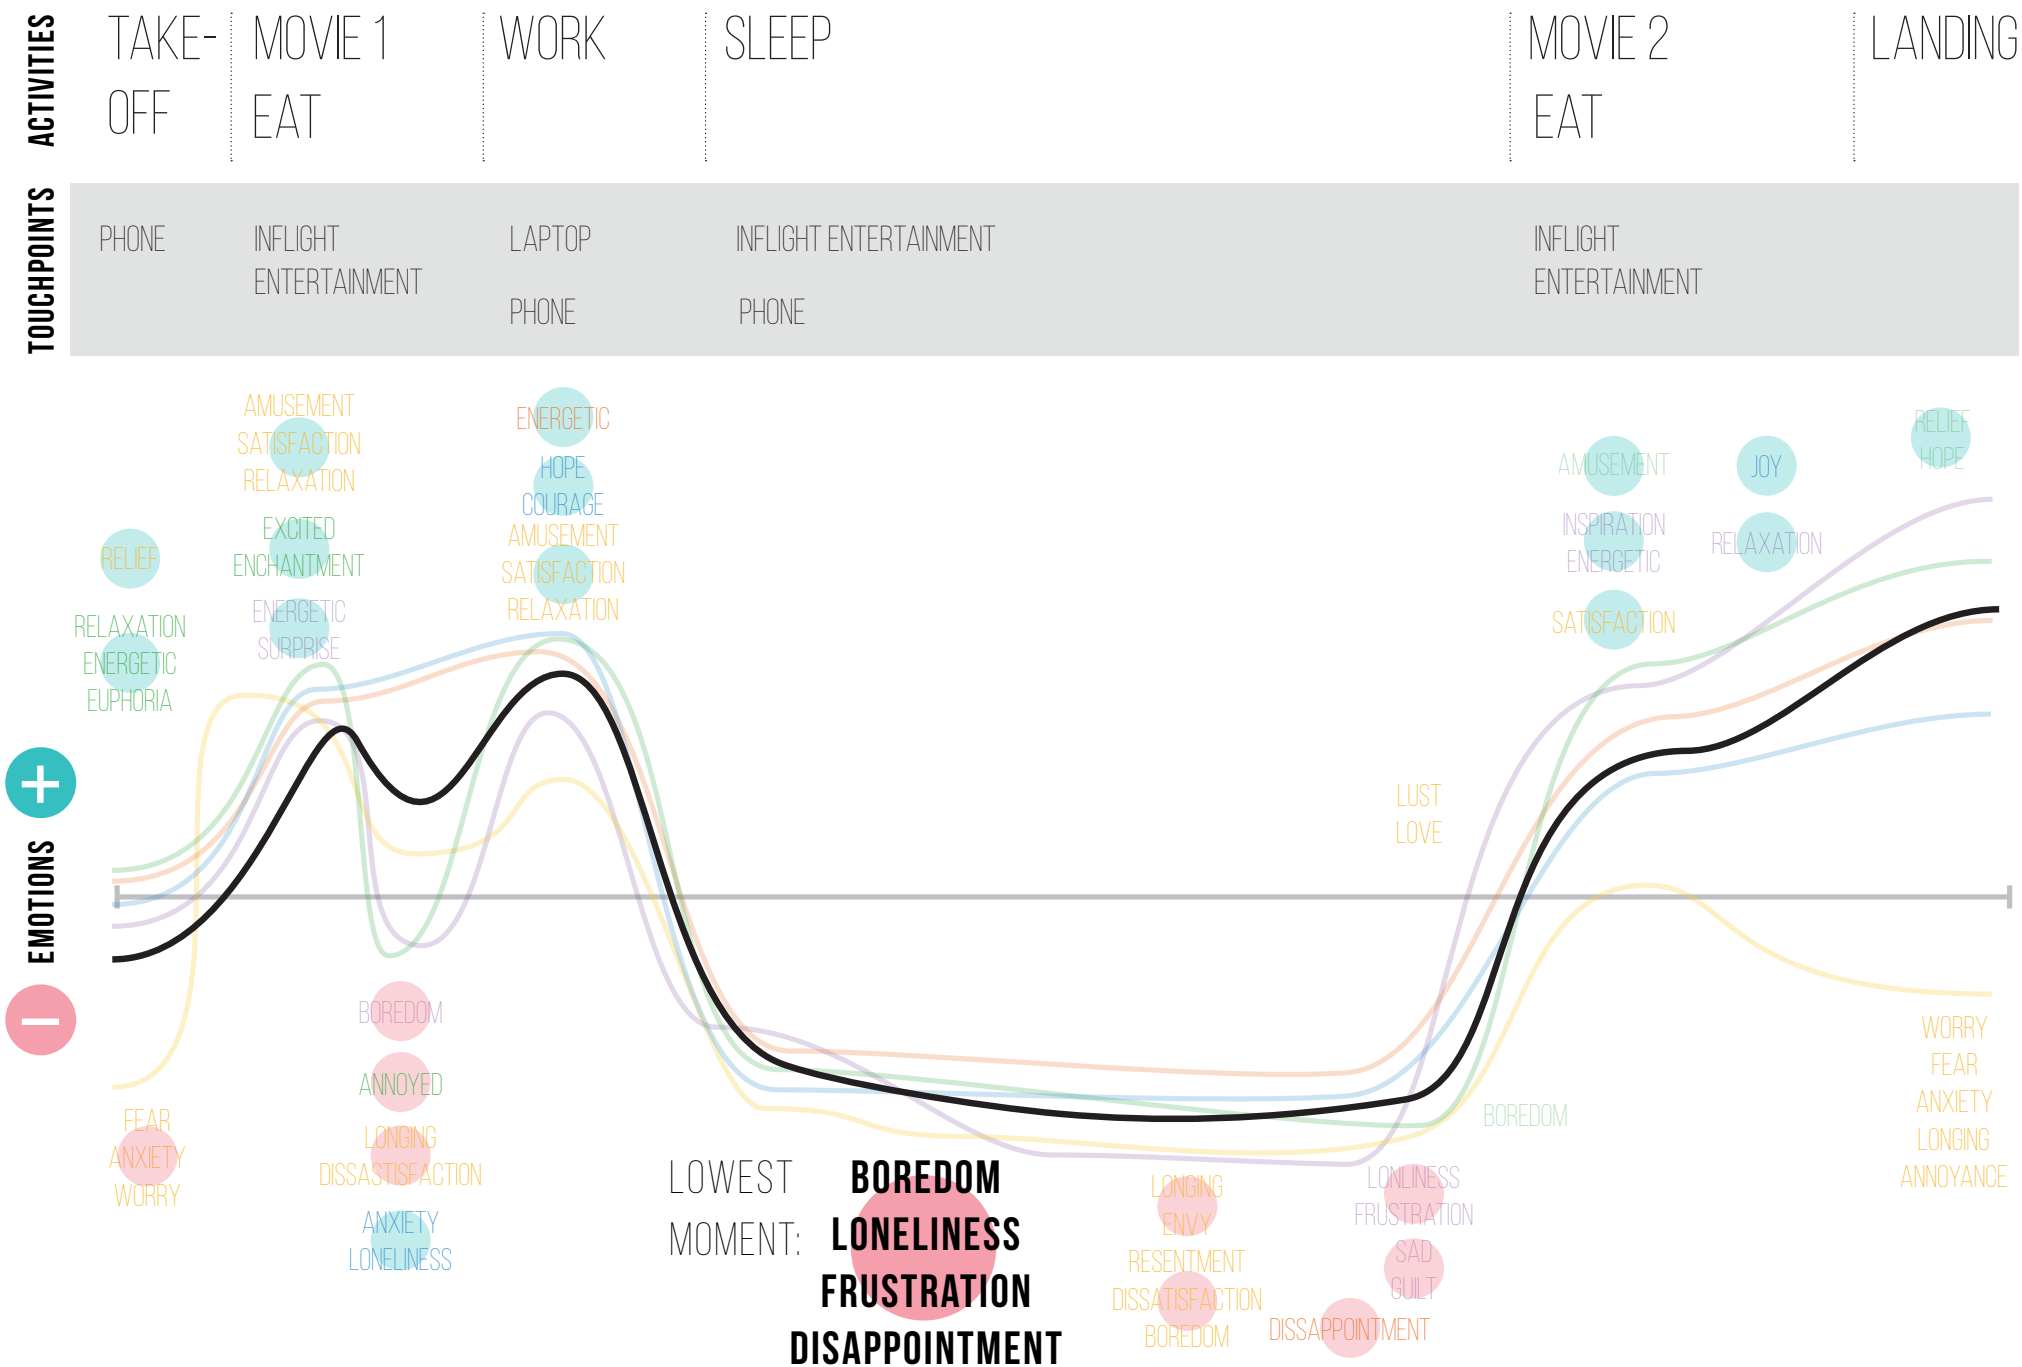 ACTIVITIES
TAKE-
OFF
MOVIE 1
EAT
WORK
SLEEP
MOVIE 2
EAT
LANDING
TOUCHPOINTS
PHONE
INFLIGHT
ENTERTAINMENT
LAPTOP
PHONE
INFLIGHT ENTERTAINMENT
PHONE
INFLIGHT
ENTERTAINMENT
EMOTIONS
+
−
RELIEF
RELAXATION
ENERGETIC
EUPHORIA
AMUSEMENT
SATISFACTION
RELAXATION
EXCITED
ENCHANTMENT
ENERGETIC
SURPRISE
ENERGETIC
HOPE
COURAGE
AMUSEMENT
SATISFACTION
RELAXATION
AMUSEMENT
INSPIRATION
ENERGETIC
SATISFACTION
JOY
RELAXATION
RELIEF
HOPE
LUST
LOVE
FEAR
ANXIETY
WORRY
BOREDOM
ANNOYED
LONGING
DISSASTISFACTION
ANXIETY
LONELINESS
LOWEST
MOMENT:
BOREDOM
LONELINESS
FRUSTRATION
DISAPPOINTMENT
LONGING
ENVY
RESENTMENT
DISSATISFACTION
BOREDOM
LONLINESS
FRUSTRATION
SAD
GUILT
DISSAPPOINTMENT
BOREDOM
WORRY
FEAR
ANXIETY
LONGING
ANNOYANCE